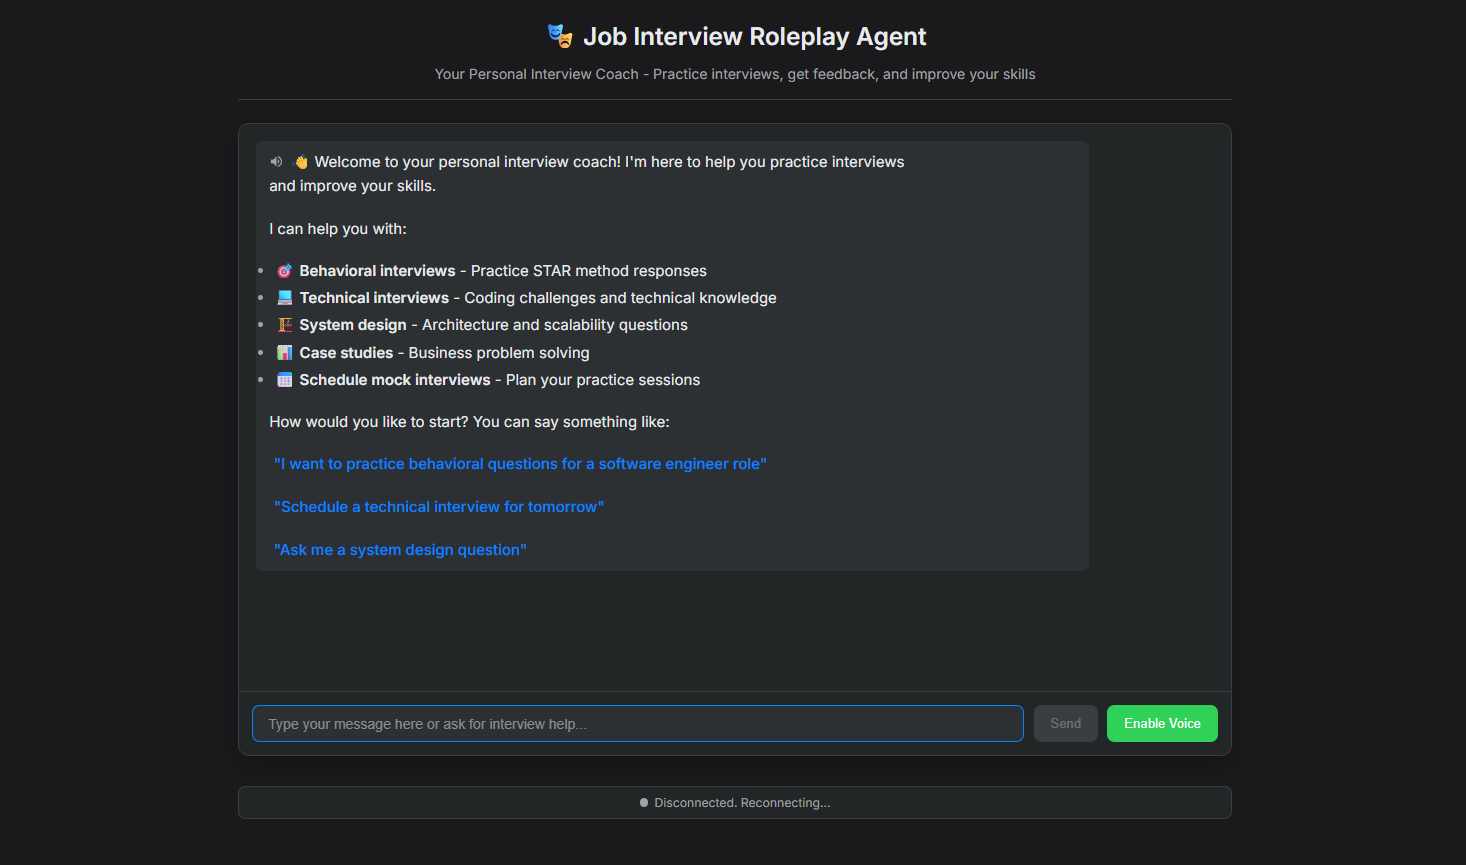 🎭 Job Interview Roleplay Agent
Your Personal Interview Coach - Practice interviews, get feedback, and improve your skills
👋 Welcome to your personal interview coach! I'm here to help you practice interviews
and improve your skills.
I can help you with:
• 🎯 Behavioral interviews - Practice STAR method responses
• 💻 Technical interviews - Coding challenges and technical knowledge
• 🏗️ System design - Architecture and scalability questions
• 📊 Case studies - Business problem solving
• 🗓️ Schedule mock interviews - Plan your practice sessions
How would you like to start? You can say something like:
"I want to practice behavioral questions for a software engineer role"
"Schedule a technical interview for tomorrow"
"Ask me a system design question"
Type your message here or ask for interview help...
Send
Enable Voice
Disconnected. Reconnecting...